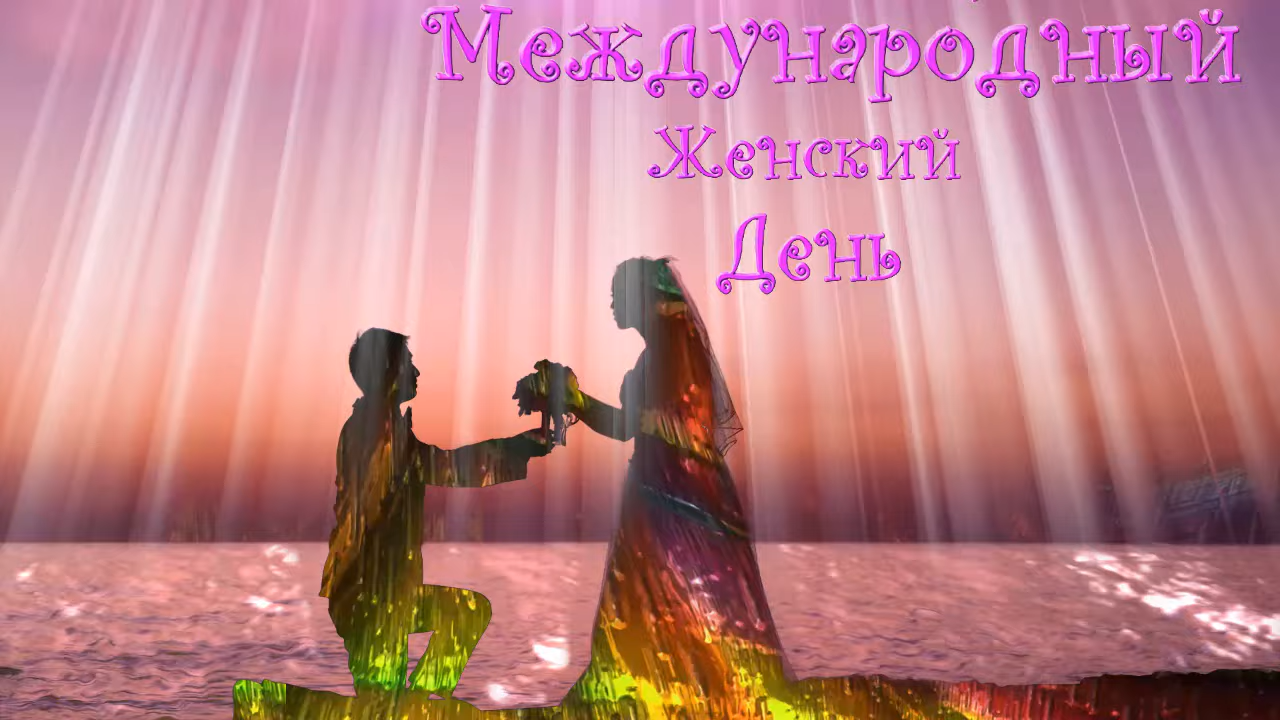 Международный
Женский
День